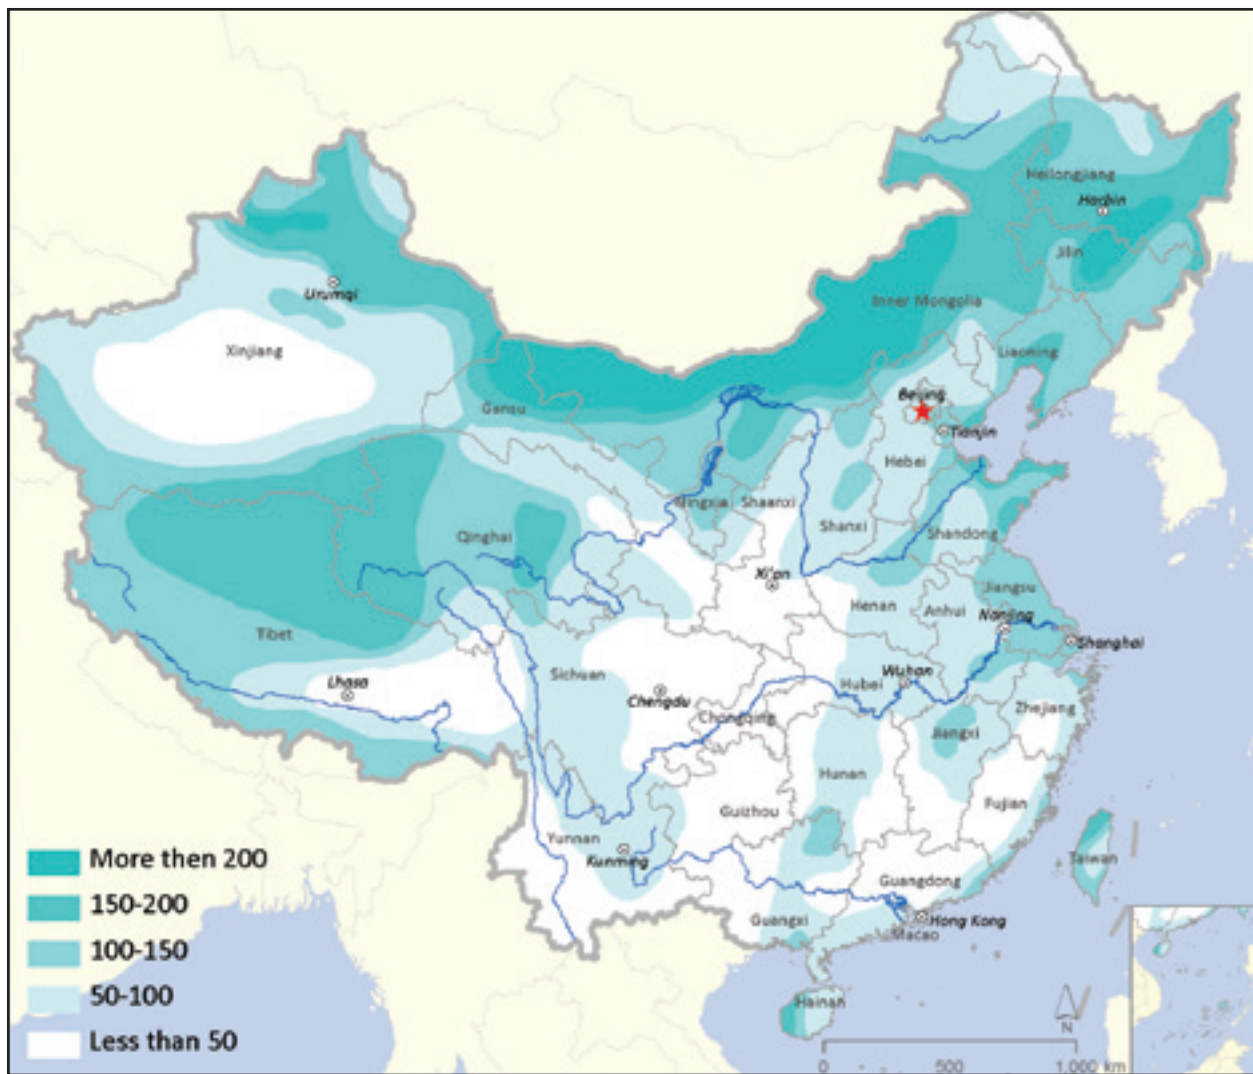 Heilongjiang
Harbin
Jilin
Urumqi
Inner Mongolia
Xinjiang
Liaoning
Beijing
Gansu
Tianjin
Hebei
Ningxia
Shaanxi
Shanxi
Qinghai
Shandong
Xi'an
Jiangsu
Henan
Anhui
Nanjing
Tibet
Shanghai
Sichuan
Wuhan
Lhasa
Hubei
Chengdu
Chongqing
Zhejiang
Jiangxi
Hunan
Guizhou
Fujian
Yunnan
Kunming
Taiwan
Guangdong
Guangxi
Hong Kong
Macao
Hainan
More then 200
150-200
100-150
50-100
Less than 50
N
0 500 1,000 km